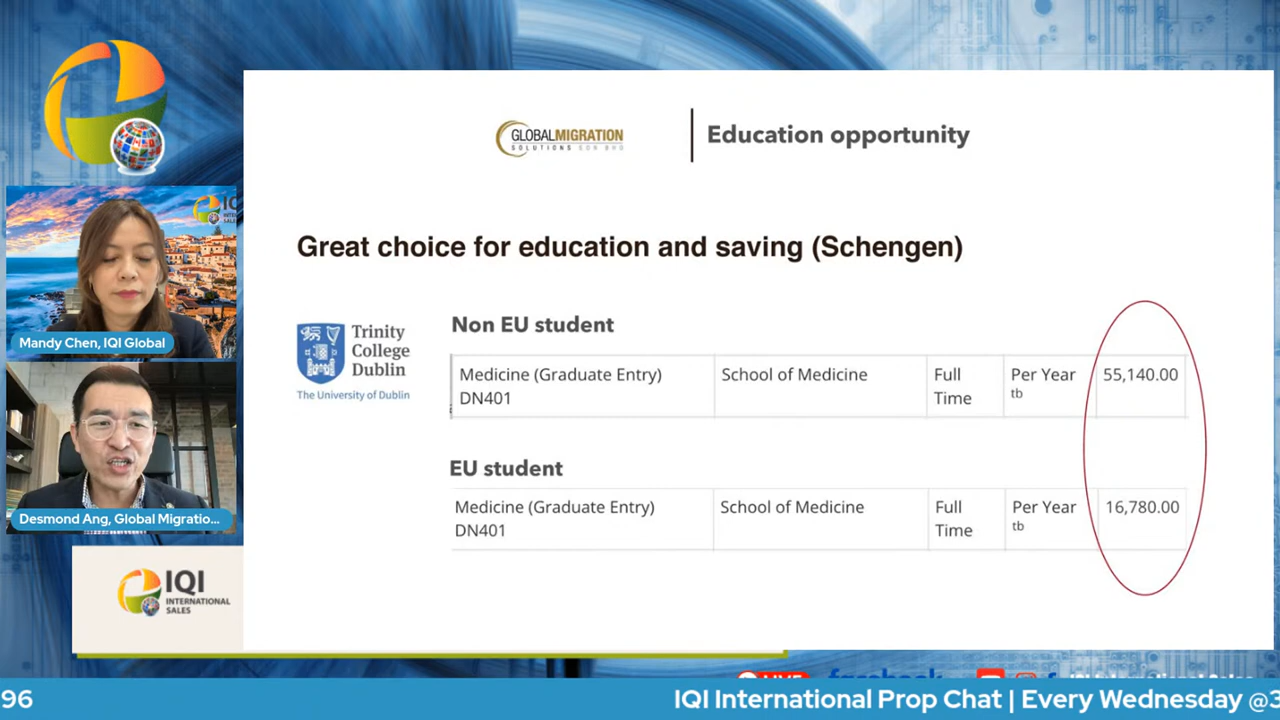 GLOBALMIGRATION
SOLUTIONS SDN BHD
Education opportunity
Great choice for education and saving (Schengen)
Trinity
College
Dublin
The University of Dublin
Non EU student
Medicine (Graduate Entry)
DN401
School of Medicine
Full
Time
Per Year
tb
55,140.00
EU student
Medicine (Graduate Entry)
DN401
School of Medicine
Full
Time
Per Year
tb
16,780.00
Mandy Chen, IQI Global
Desmond Ang, Global Migratio...
IQI
INTERNATIONAL
SALES
96
IQI International Prop Chat | Every Wednesday @3